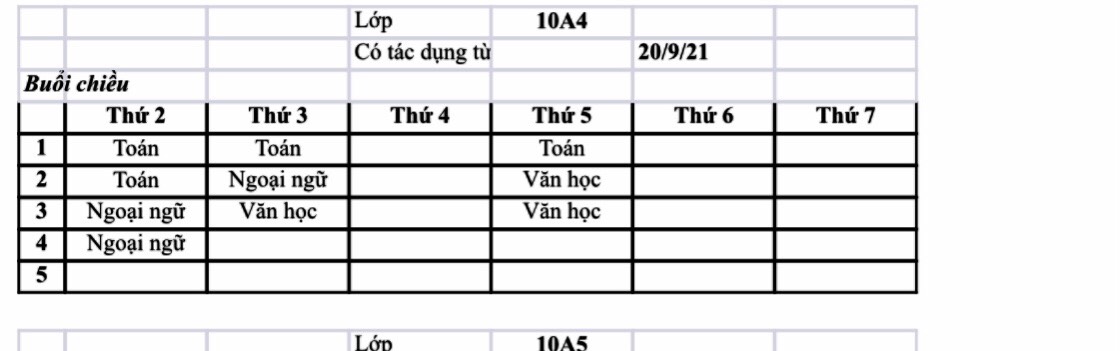 Lớp 10A4
Có tác dụng từ 20/9/21
Buổi chiều
Thứ 2 Thứ 3 Thứ 4 Thứ 5 Thứ 6 Thứ 7
1 Toán Toán Toán
2 Toán Ngoại ngữ Văn học
3 Ngoại ngữ Văn học Văn học
4 Ngoại ngữ
5
Lớp 10A5